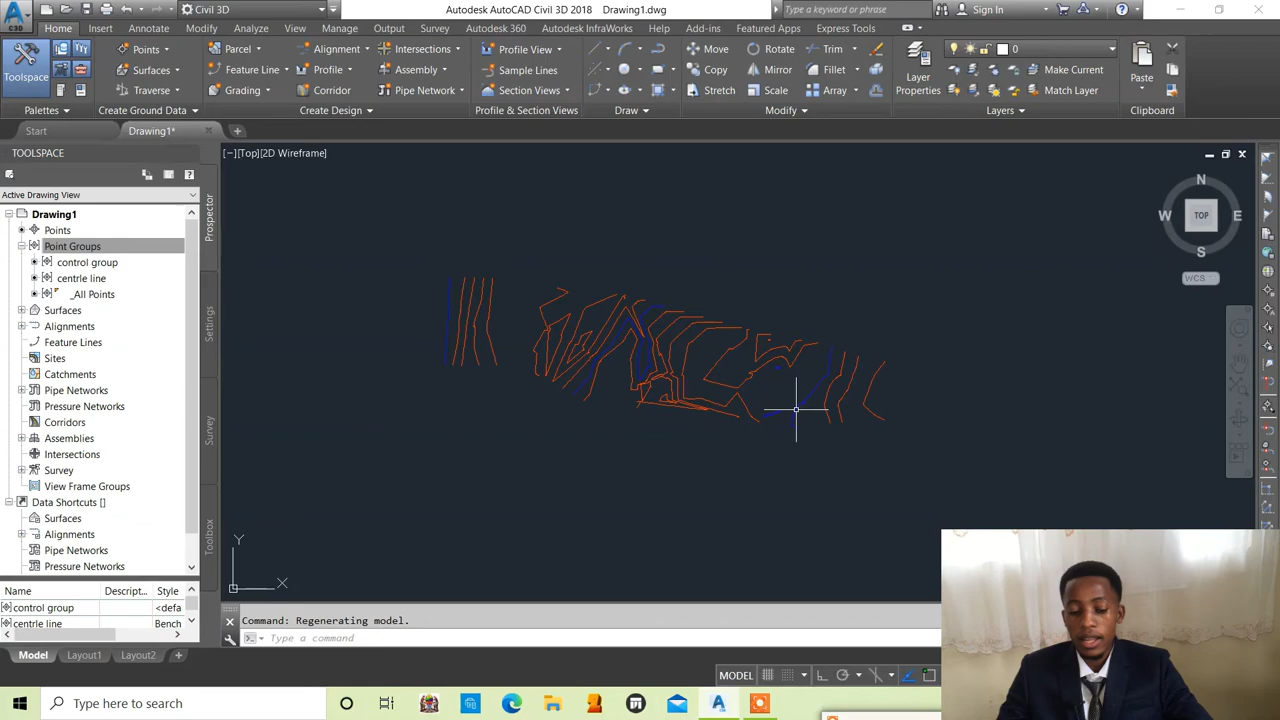 C3D
Civil 3D
Autodesk AutoCAD Civil 3D 2018 Drawing1.dwg
Type a keyword or phrase
Sign In
Home Insert Annotate Modify Analyze View Manage Output Survey Autodesk 360 Autodesk InfraWorks Help Add-ins Featured Apps Express Tools
Toolspace
Points
Surfaces
Traverse
Parcel
Feature Line
Grading
Alignment
Profile
Corridor
Intersections
Assembly
Pipe Network
Profile View
Sample Lines
Section Views
Move
Copy
Stretch
Rotate
Mirror
Scale
Trim
Fillet
Array
Layer
Properties
0
Make Current
Match Layer
Paste
Palettes Create Ground Data Create Design Profile & Section Views Draw Modify Layers Clipboard
Start Drawing1* +
TOOLSPACE
[−][Top][2D Wireframe]
Active Drawing View
Drawing1
Points
Point Groups
control group
centrle line
_All Points
Surfaces
Alignments
Feature Lines
Sites
Catchments
Pipe Networks
Pressure Networks
Corridors
Assemblies
Intersections
Survey
View Frame Groups
Data Shortcuts []
Surfaces
Alignments
Pipe Networks
Pressure Networks
Prospector
Settings
Survey
Toolbox
Name Descript... Style
control group <defa
centrle line Bench
N
W TOP E
S
WCS
Y
X
Command: Regenerating model.
Type a command
Model Layout1 Layout2 +
MODEL
Type here to search